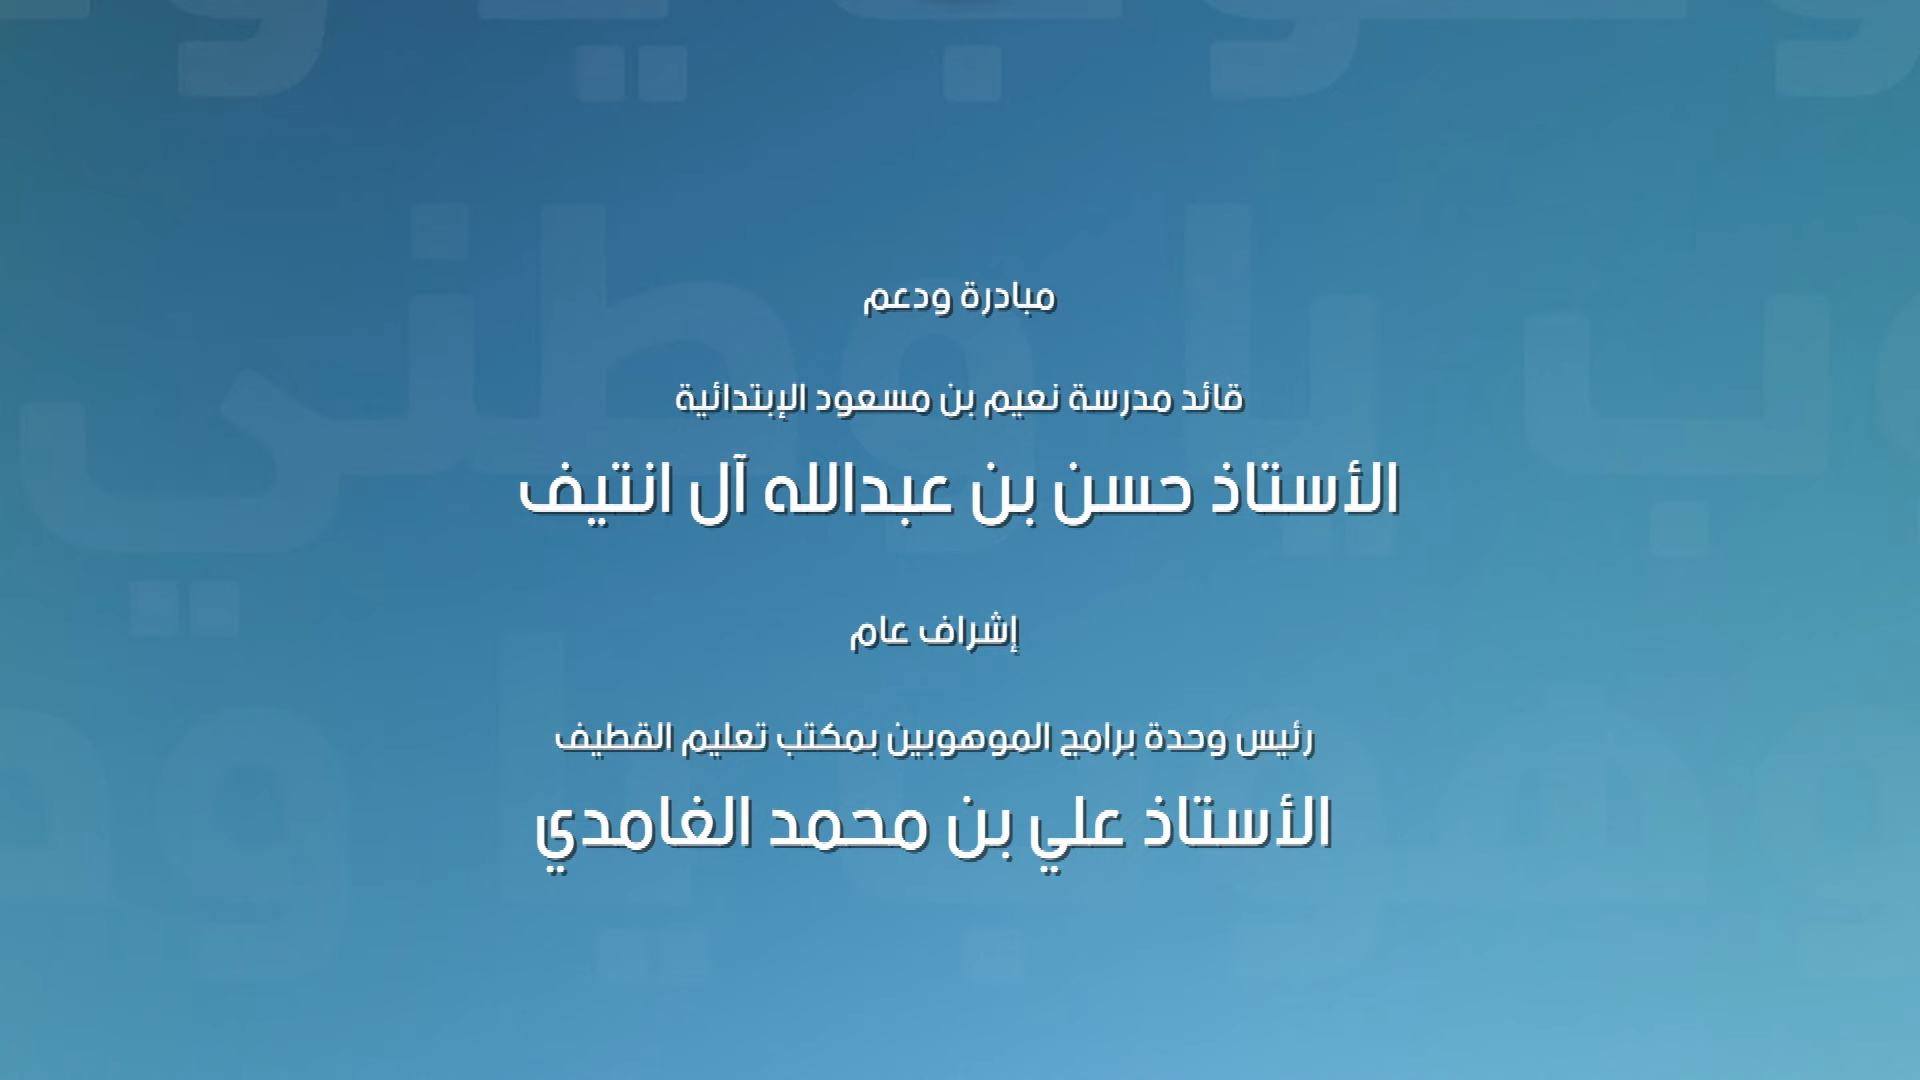 مبادرة ودعم
قائد مدرسة نعيم بن مسعود الإبتدائية
الأستاذ حسن بن عبدالله آل انتيف
إشراف عام
رئيس وحدة برامج الموهوبين بمكتب تعليم القطيف
الأستاذ علي بن محمد الغامدي